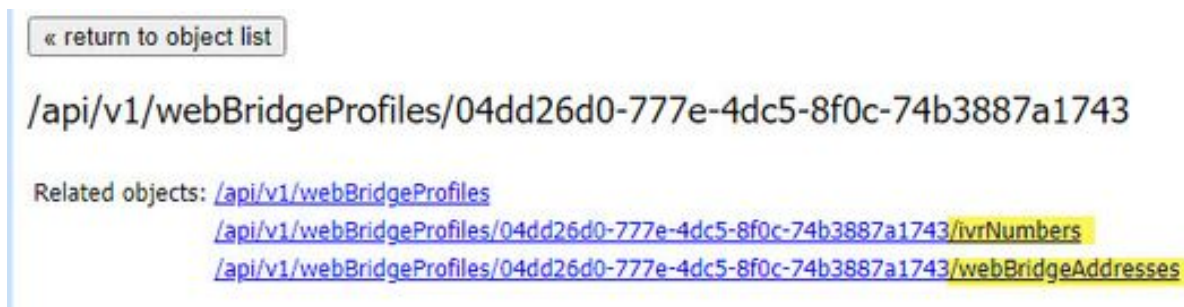 « return to object list
/api/v1/webBridgeProfiles/04dd26d0-777e-4dc5-8f0c-74b3887a1743
Related objects: /api/v1/webBridgeProfiles
/api/v1/webBridgeProfiles/04dd26d0-777e-4dc5-8f0c-74b3887a1743/ivrNumbers
/api/v1/webBridgeProfiles/04dd26d0-777e-4dc5-8f0c-74b3887a1743/webBridgeAddresses